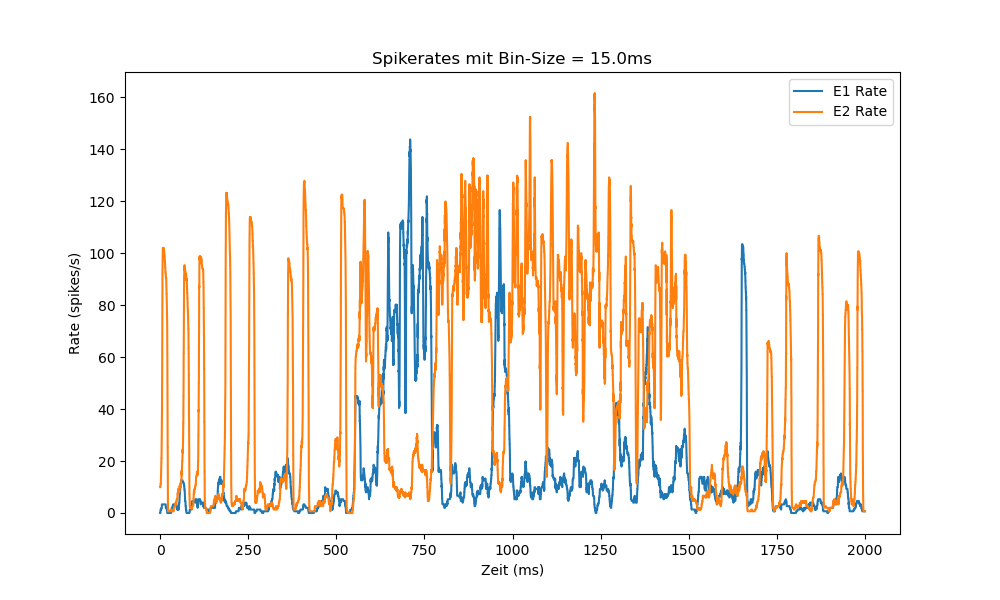 Spikerates mit Bin-Size = 15.0ms
E1 Rate
E2 Rate
160
140
120
100
80
60
40
20
0
Rate (spikes/s)
0 250 500 750 1000 1250 1500 1750 2000
Zeit (ms)